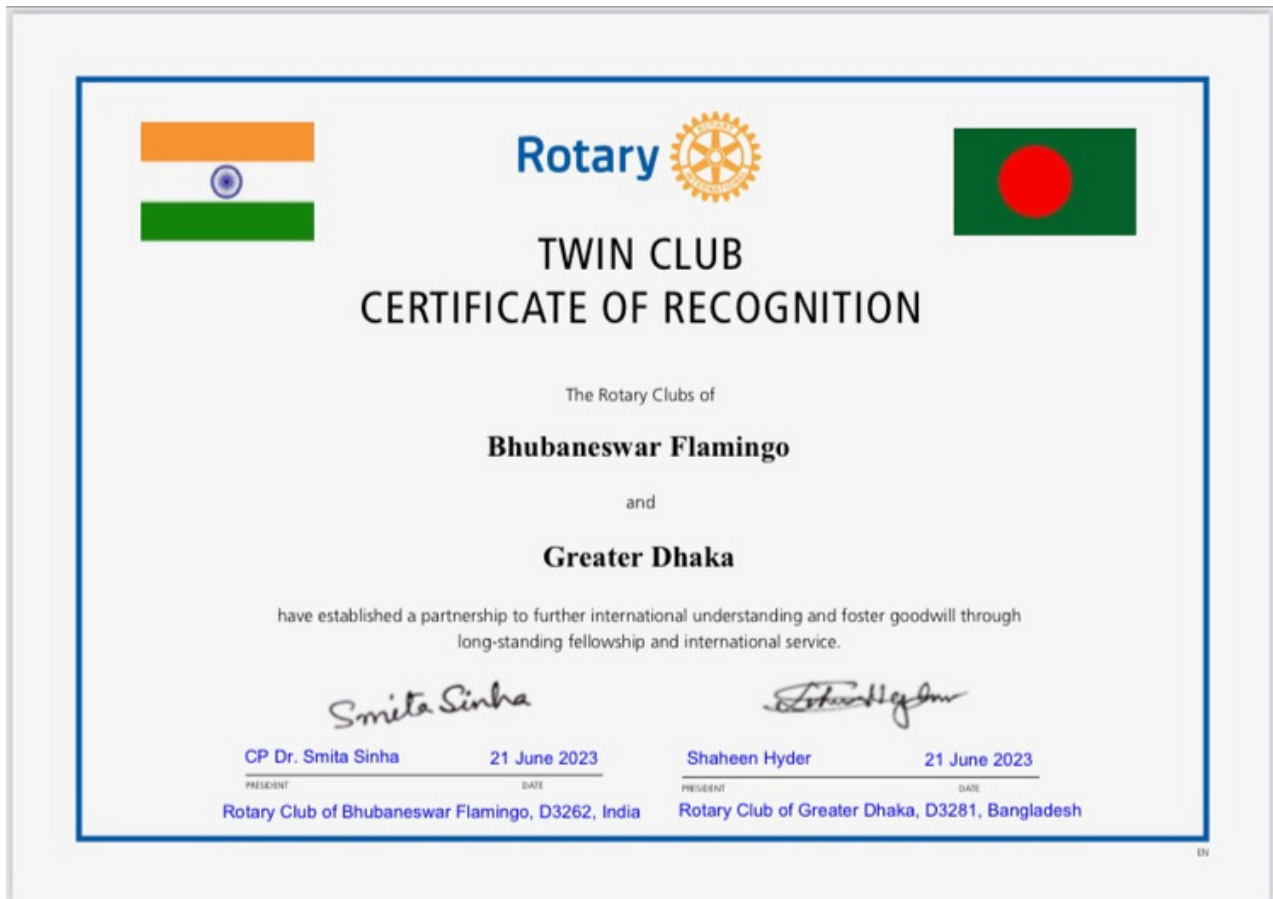 Rotary
ROTARY
INTERNATIONAL
TWIN CLUB
CERTIFICATE OF RECOGNITION
The Rotary Clubs of
Bhubaneswar Flamingo
and
Greater Dhaka
have established a partnership to further international understanding and foster goodwill through
long-standing fellowship and international service.
Smita Sinha
CP Dr. Smita Sinha 21 June 2023
PRESIDENT DATE
Rotary Club of Bhubaneswar Flamingo, D3262, India
Shaheen Hyder 21 June 2023
PRESIDENT DATE
Rotary Club of Greater Dhaka, D3281, Bangladesh
EN